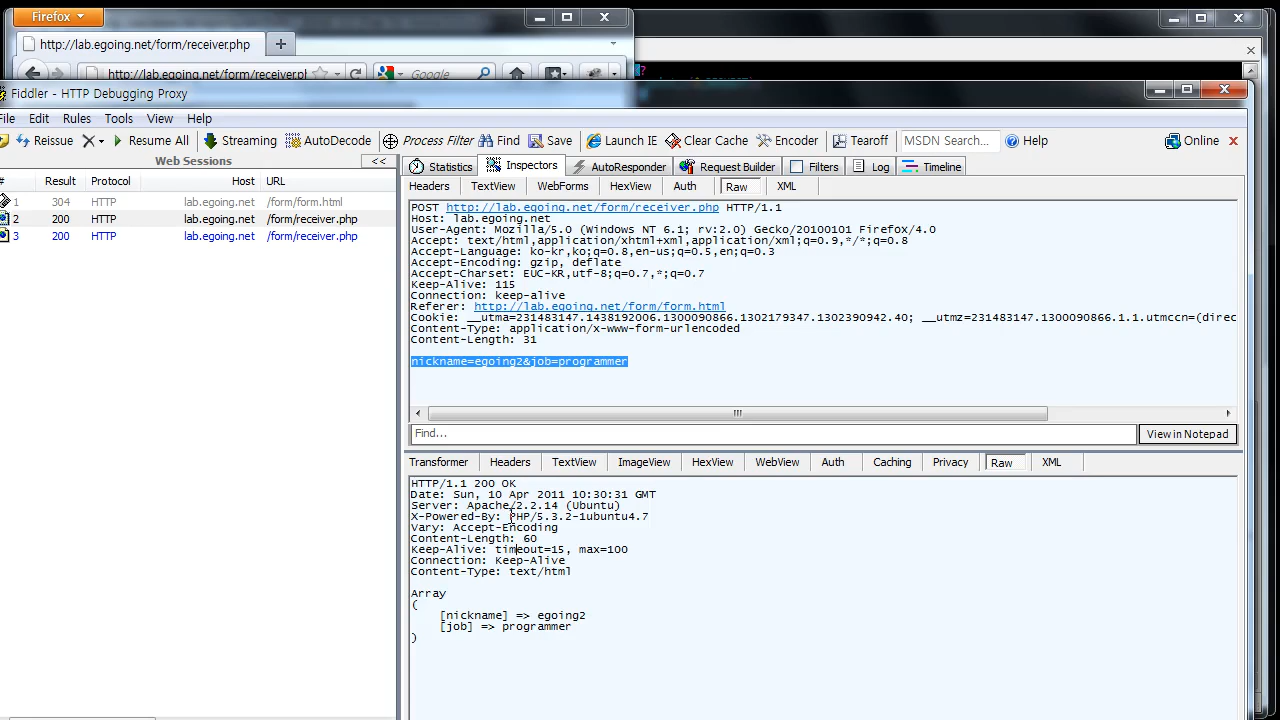 Firefox
http://lab.egoing.net/form/receiver.php
http://lab.egoing.net/form/receiver.pl
Google
Fiddler - HTTP Debugging Proxy
File Edit Rules Tools View Help
Reissue Resume All Streaming AutoDecode Process Filter Find Save Launch IE Clear Cache Encoder Tearoff MSDN Search... Help Online
Web Sessions <<
# Result Protocol Host URL
1 304 HTTP lab.egoing.net /form/form.html
2 200 HTTP lab.egoing.net /form/receiver.php
3 200 HTTP lab.egoing.net /form/receiver.php
Statistics Inspectors AutoResponder Request Builder Filters Log Timeline
Headers TextView WebForms HexView Auth Raw XML
POST http://lab.egoing.net/form/receiver.php HTTP/1.1
Host: lab.egoing.net
User-Agent: Mozilla/5.0 (Windows NT 6.1; rv:2.0) Gecko/20100101 Firefox/4.0
Accept: text/html,application/xhtml+xml,application/xml;q=0.9,*/*;q=0.8
Accept-Language: ko-kr,ko;q=0.8,en-us;q=0.5,en;q=0.3
Accept-Encoding: gzip, deflate
Accept-Charset: EUC-KR,utf-8;q=0.7,*;q=0.7
Keep-Alive: 115
Connection: keep-alive
Referer: http://lab.egoing.net/form/form.html
Cookie: __utma=231483147.1438192006.1300090866.1302179347.1302390942.40; __utmz=231483147.1300090866.1.1.utmccn=(direc
Content-Type: application/x-www-form-urlencoded
Content-Length: 31
nickname=egoing2&job=programmer
Find... View in Notepad
Transformer Headers TextView ImageView HexView WebView Auth Caching Privacy Raw XML
HTTP/1.1 200 OK
Date: Sun, 10 Apr 2011 10:30:31 GMT
Server: Apache/2.2.14 (Ubuntu)
X-Powered-By: PHP/5.3.2-1ubuntu4.7
Vary: Accept-Encoding
Content-Length: 60
Keep-Alive: timeout=15, max=100
Connection: Keep-Alive
Content-Type: text/html
Array
(
[nickname] => egoing2
[job] => programmer
)